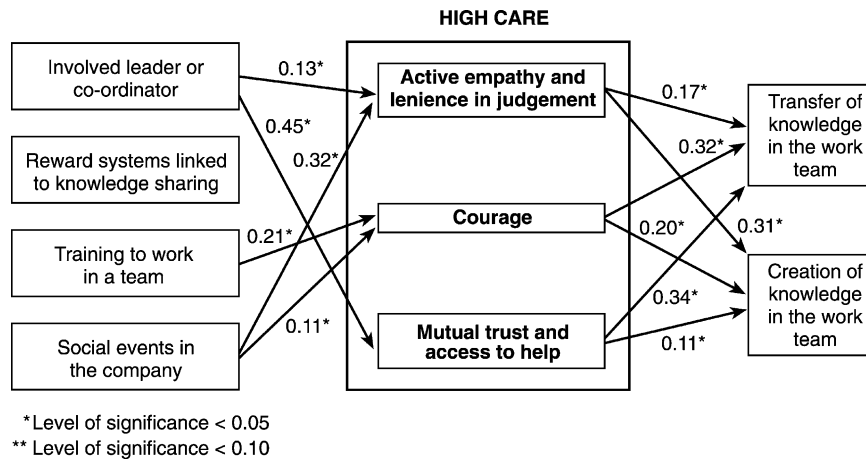 HIGH CARE
Involved leader or
co-ordinator
Reward systems linked
to knowledge sharing
Training to work
in a team
Social events in
the company
0.13*
0.45*
0.32*
0.21*
0.11*
Active empathy and
lenience in judgement
Courage
Mutual trust and
access to help
0.17*
0.32*
0.20*
0.31*
0.34*
0.11*
Transfer of
knowledge
in the work
team
Creation of
knowledge
in the work
team
*Level of significance < 0.05
** Level of significance < 0.10